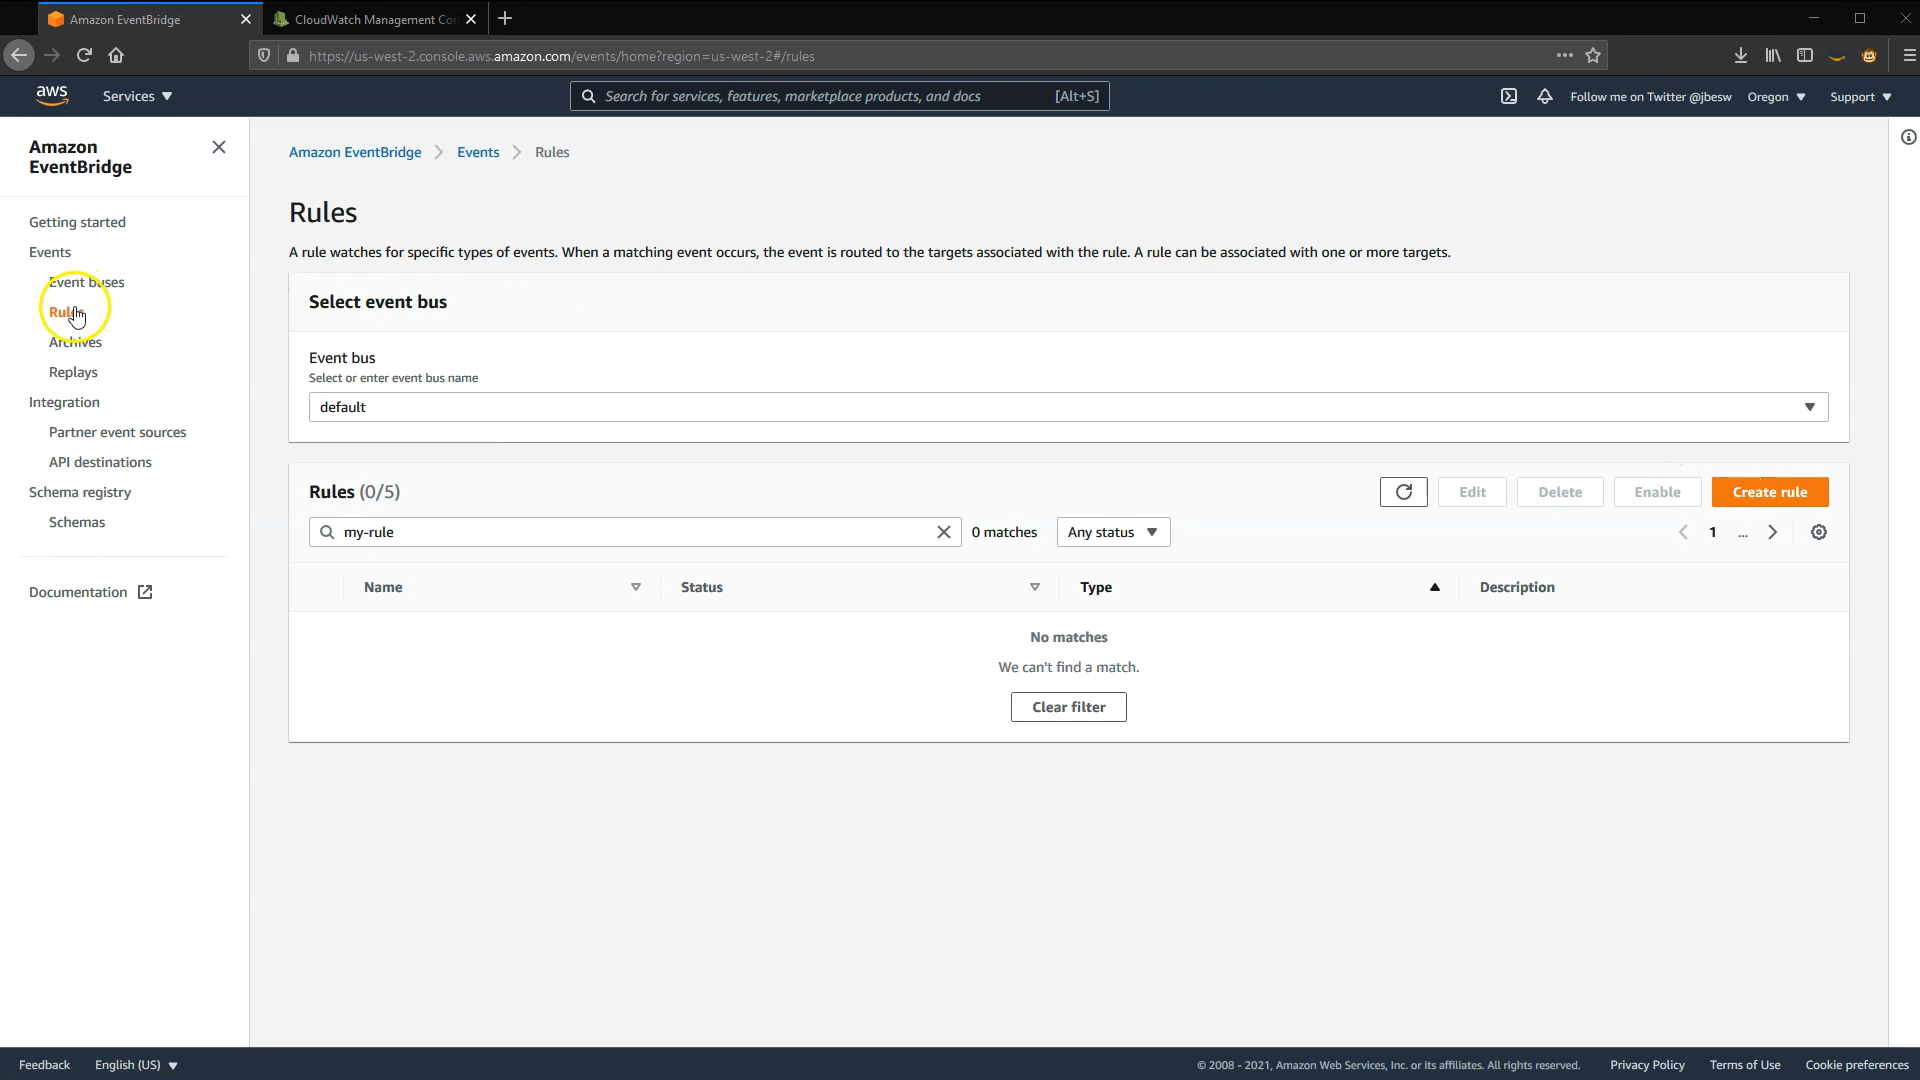 Amazon EventBridge
CloudWatch Management Con
https://us-west-2.console.aws.amazon.com/events/home?region=us-west-2#/rules
aws
Services
Search for services, features, marketplace products, and docs
[Alt+S]
Follow me on Twitter @jbesw
Oregon
Support
Amazon
EventBridge
Getting started
Events
Event buses
Rules
Archives
Replays
Integration
Partner event sources
API destinations
Schema registry
Schemas
Documentation
Amazon EventBridge
Events
Rules
Rules
A rule watches for specific types of events. When a matching event occurs, the event is routed to the targets associated with the rule. A rule can be associated with one or more targets.
Select event bus
Event bus
Select or enter event bus name
default
Rules (0/5)
Edit
Delete
Enable
Create rule
my-rule
0 matches
Any status
1
...
Name
Status
Type
Description
No matches
We can't find a match.
Clear filter
Feedback
English (US)
© 2008 - 2021, Amazon Web Services, Inc. or its affiliates. All rights reserved.
Privacy Policy
Terms of Use
Cookie preferences